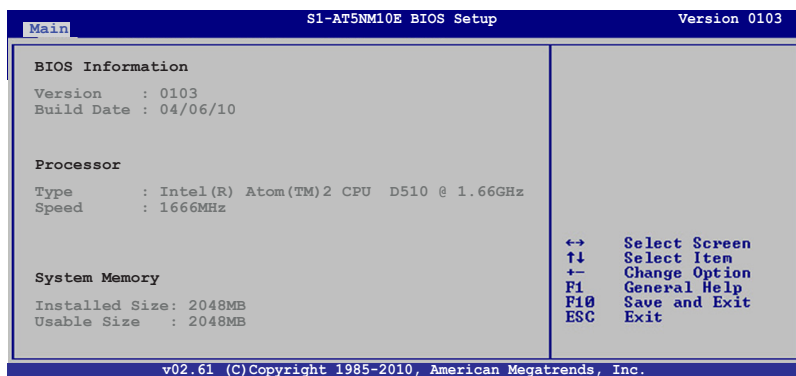 S1-AT5NM10E BIOS Setup Version 0103
Main
BIOS Information
Version : 0103
Build Date : 04/06/10
Processor
Type : Intel(R) Atom(TM)2 CPU D510 @ 1.66GHz
Speed : 1666MHz
System Memory
Installed Size: 2048MB
Usable Size : 2048MB
↔ Select Screen
↑↓ Select Item
+- Change Option
F1 General Help
F10 Save and Exit
ESC Exit
v02.61 (C)Copyright 1985-2010, American Megatrends, Inc.